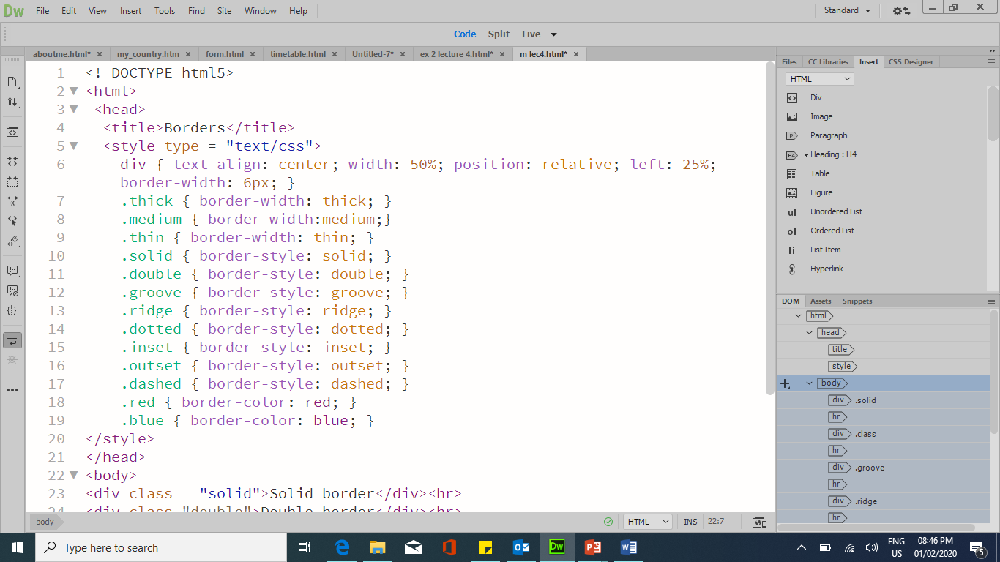 Dw File Edit View Insert Tools Find Site Window Help Standard
Code Split Live
aboutme.html* my_country.htm form.html timetable.html Untitled-7* ex 2 lecture 4.html* m lec4.html*
1 <! DOCTYPE html5>
2 <html>
3 <head>
4 <title>Borders</title>
5 <style type = "text/css">
6 div { text-align: center; width: 50%; position: relative; left: 25%;
border-width: 6px; }
7 .thick { border-width: thick; }
8 .medium { border-width:medium;}
9 .thin { border-width: thin; }
10 .solid { border-style: solid; }
11 .double { border-style: double; }
12 .groove { border-style: groove; }
13 .ridge { border-style: ridge; }
14 .dotted { border-style: dotted; }
15 .inset { border-style: inset; }
16 .outset { border-style: outset; }
17 .dashed { border-style: dashed; }
18 .red { border-color: red; }
19 .blue { border-color: blue; }
20 </style>
21 </head>
22 <body>
23 <div class = "solid">Solid border</div><hr>
24 <div class "double">Double border</div><hr>
body HTML INS 22:7
Files CC Libraries Insert CSS Designer
HTML
Div
Image
Paragraph
Heading : H4
Table
Figure
ul Unordered List
ol Ordered List
li List Item
Hyperlink
DOM Assets Snippets
html
head
title
style
body
div .solid
hr
div .class
hr
div .groove
hr
div .ridge
hr
Type here to search
ENG 08:46 PM
US 01/02/2020 5